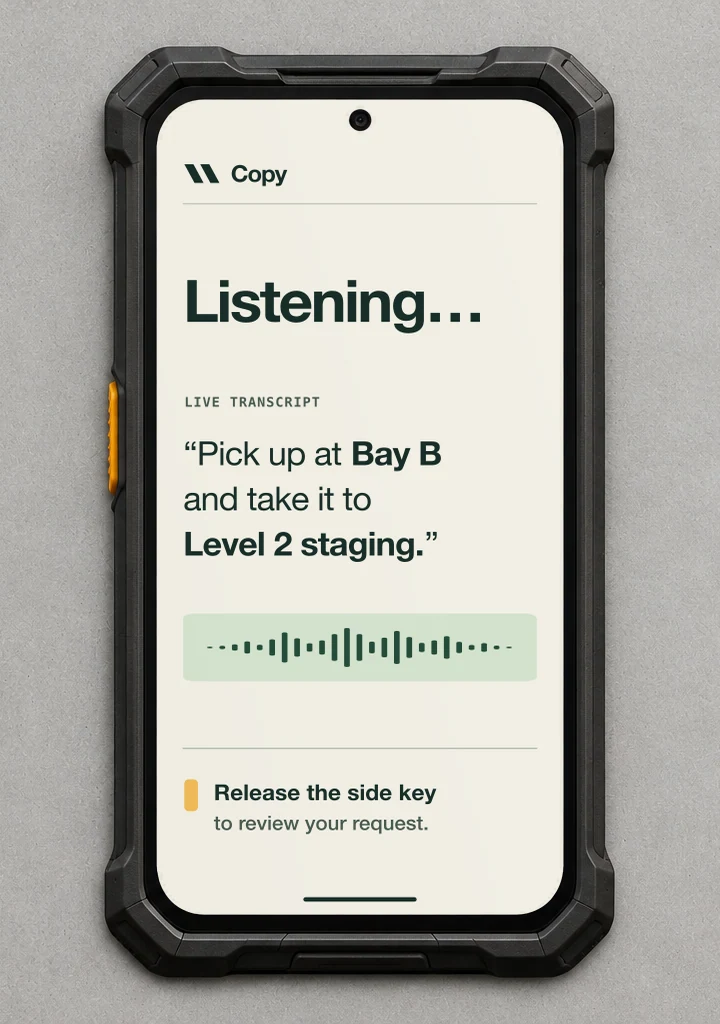 Copy
Listening...
LIVE TRANSCRIPT
“Pick up at Bay B
and take it to
Level 2 staging.”
Release the side key
to review your request.